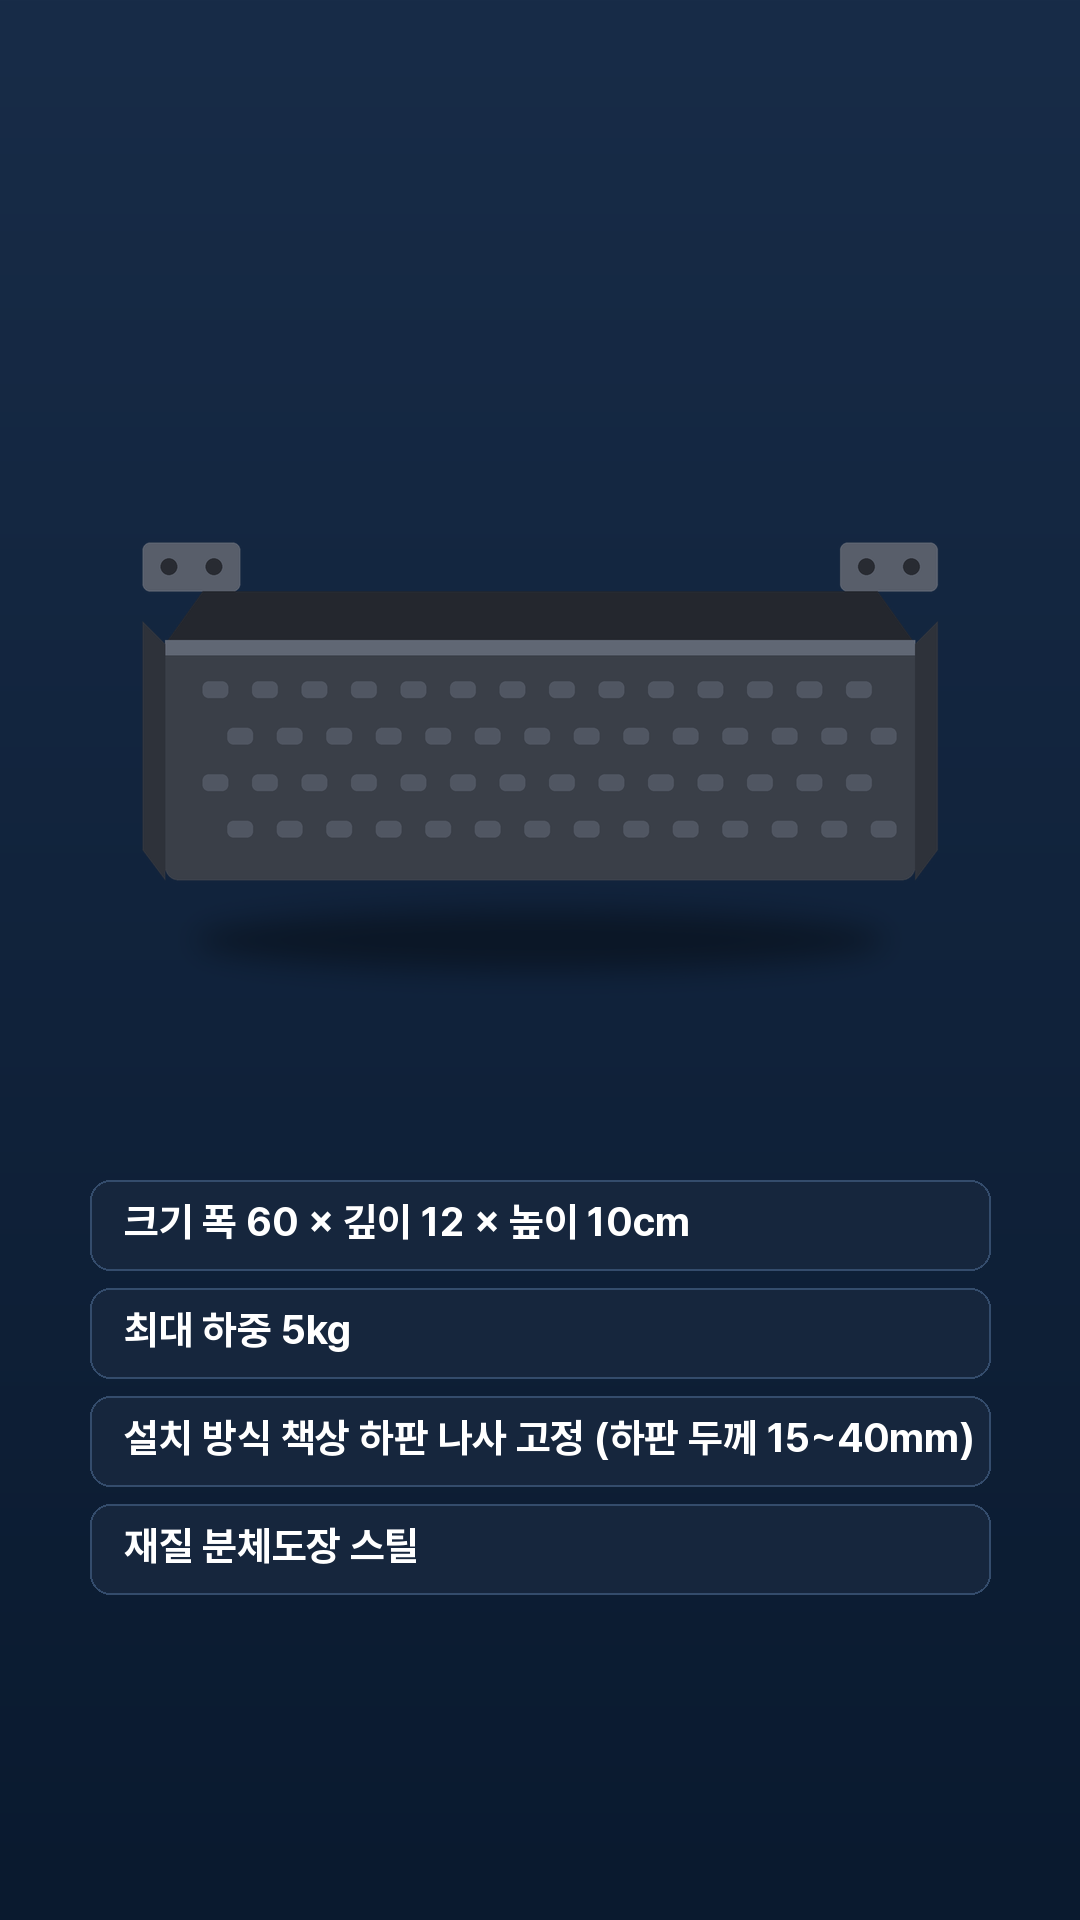 크기 폭 60 × 깊이 12 × 높이 10cm
최대 하중 5kg
설치 방식 책상 하판 나사 고정 (하판 두께 15~40mm)
재질 분체도장 스틸